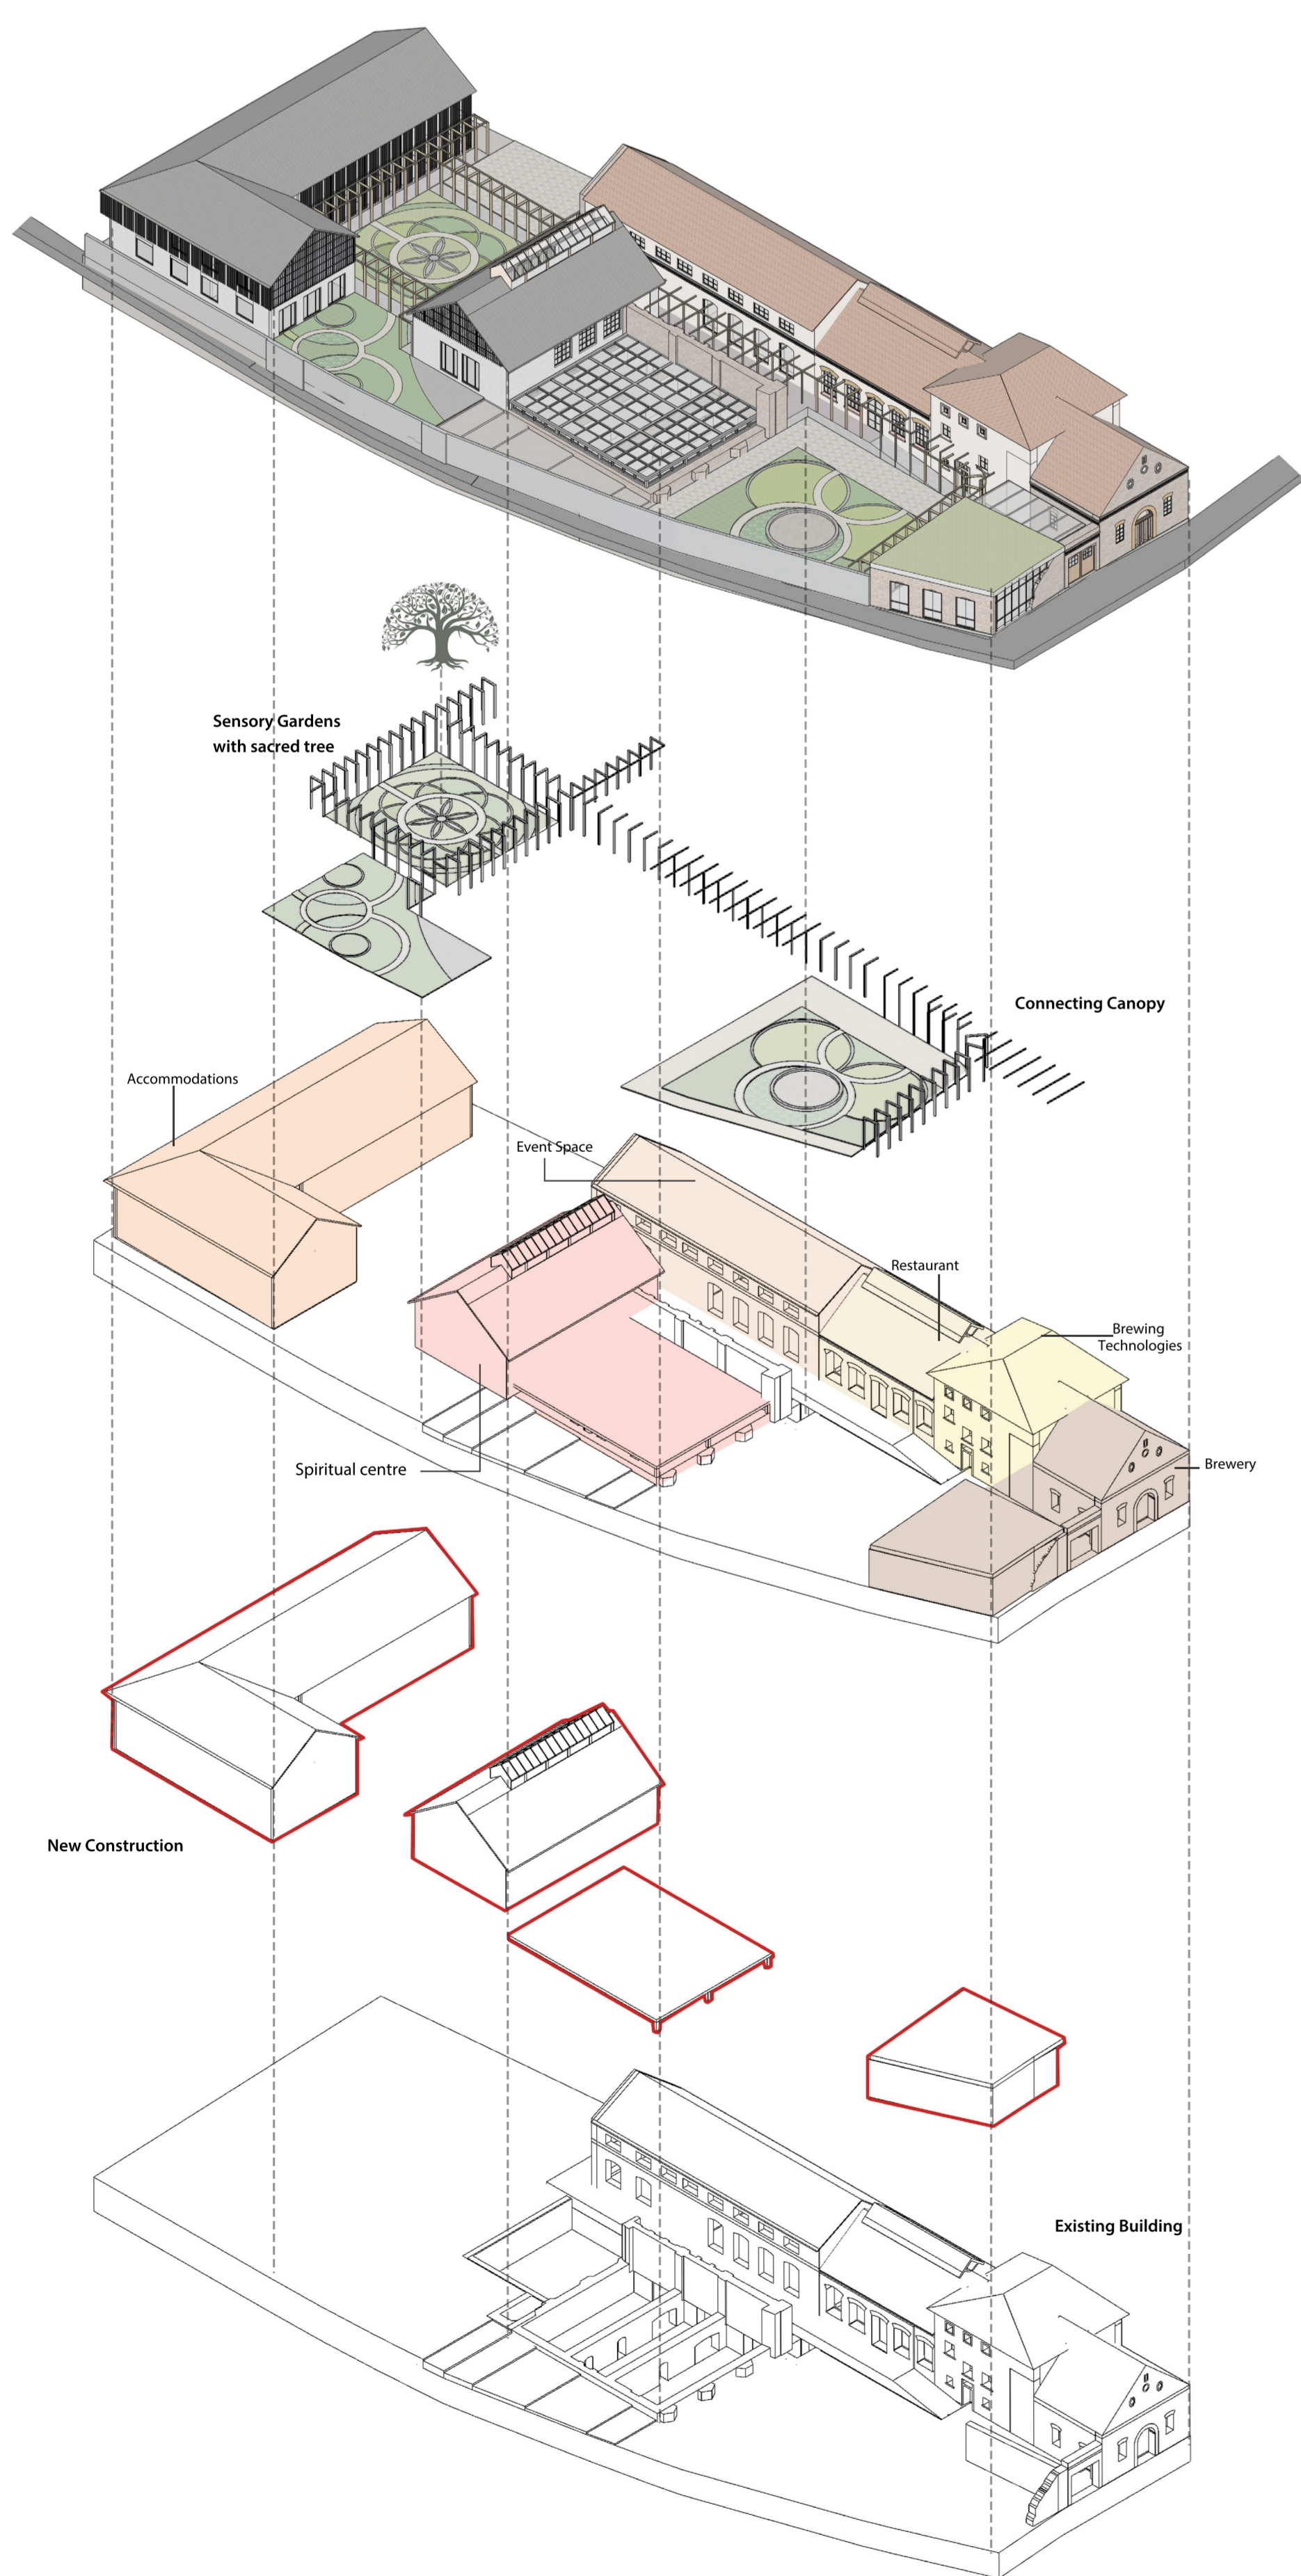 Sensory Gardens
with sacred tree
Connecting Canopy
Accommodations
Event Space
Restaurant
Brewing
Technologies
Spiritual centre
Brewery
New Construction
Existing Building